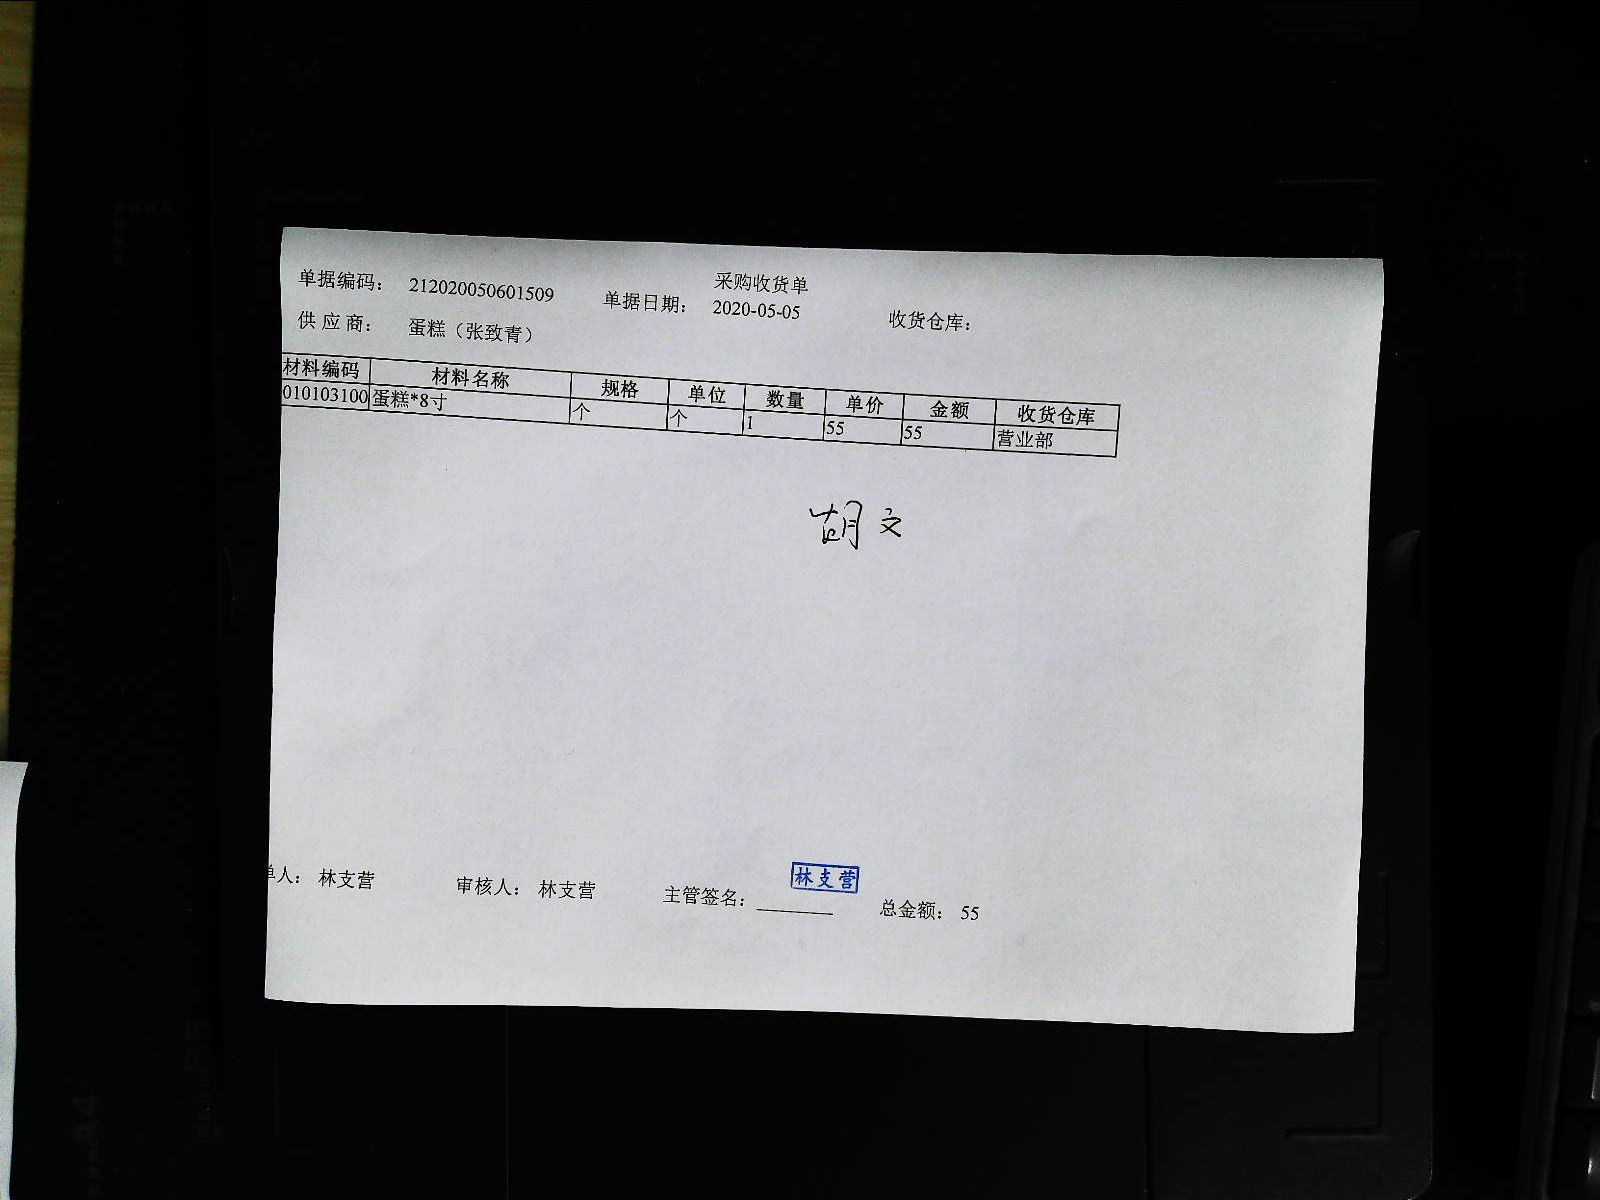 采购收货单
单据编码： 212020050601509 单据日期： 2020-05-05 收货仓库：
供应商： 蛋糕（张致青）
材料编码 材料名称 规格 单位 数量 单价 金额 收货仓库
010103100 蛋糕*8寸 个 个 1 55 55 营业部
胡文
单人： 林支营 审核人： 林支营 主管签名： 林支营 总金额： 55